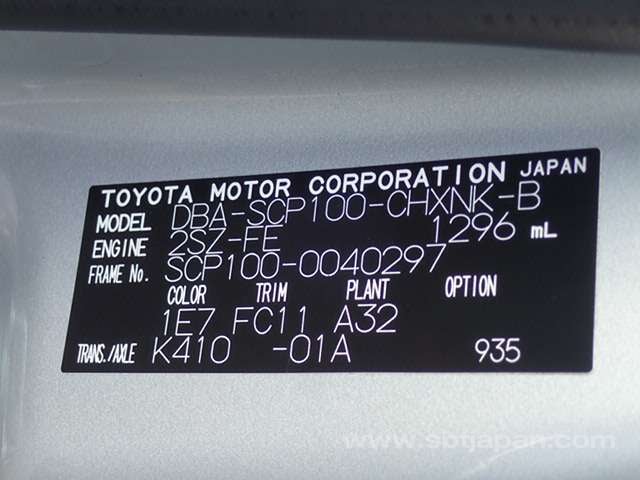 TOYOTA MOTOR CORPORATION JAPAN
MODEL DBA-SCP100-CHXNK-B
ENGINE 2SZ-FE 1296 mL
FRAME No. SCP100-0040297
COLOR TRIM PLANT OPTION
1E7 FC11 A32
TRANS./AXLE K410 -01A 935
www.sbtjapan.com